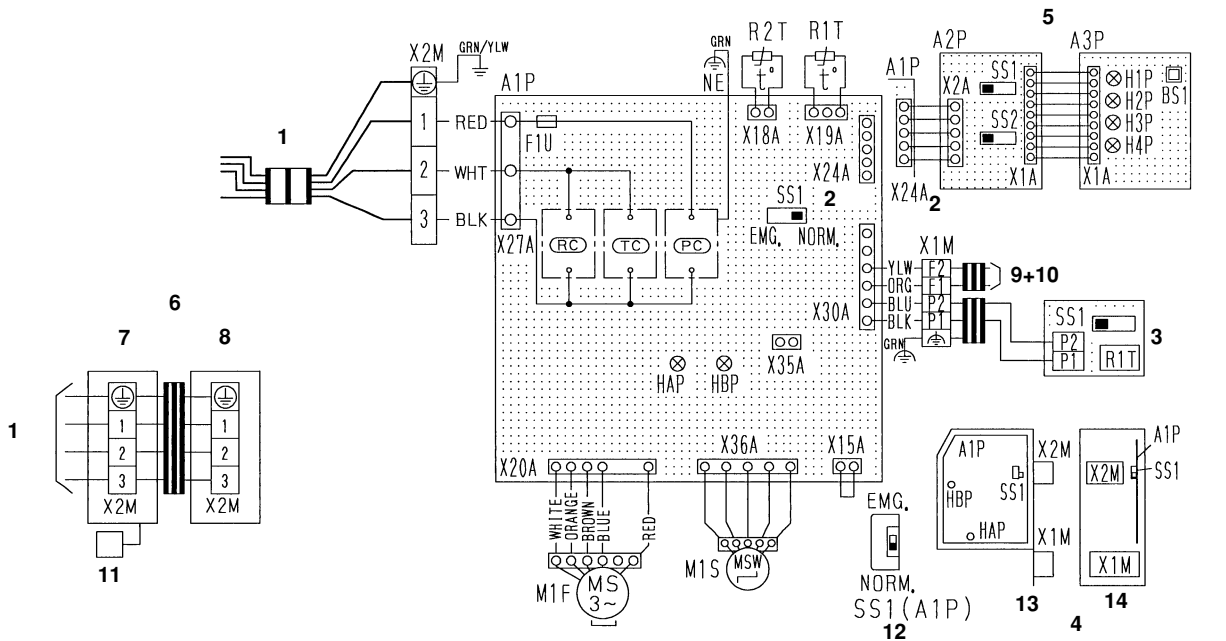 5
R2T R1T
X2M GRN/YLW GRN A2P A3P
A1P NE t° t° A1P SS1 H1P BS1
X2A H2P
1 1 RED F1U X18A X19A SS2 H3P
H4P
2 WHT X24A X1A X1A
SS1 2 X24A 2
3 BLK RC TC PC EMG. NORM.
X27A X1M
YLW F2 9+10
ORG F1
6 BLU P2
X30A BLK P1 SS1 3
7 8 GRN P2
X35A P1 R1T
HAP HBP
1 1 1
2 2 X36A X15A A1P X2M A1P
3 3 X20A SS1 X2M SS1
X2M X2M WHITE ORANGE BROWN BLUE RED EMG. HBP
HAP X1M X1M
11 M1F MS 3~ M1S MSW NORM. 13 14
SS1(A1P) 4
12